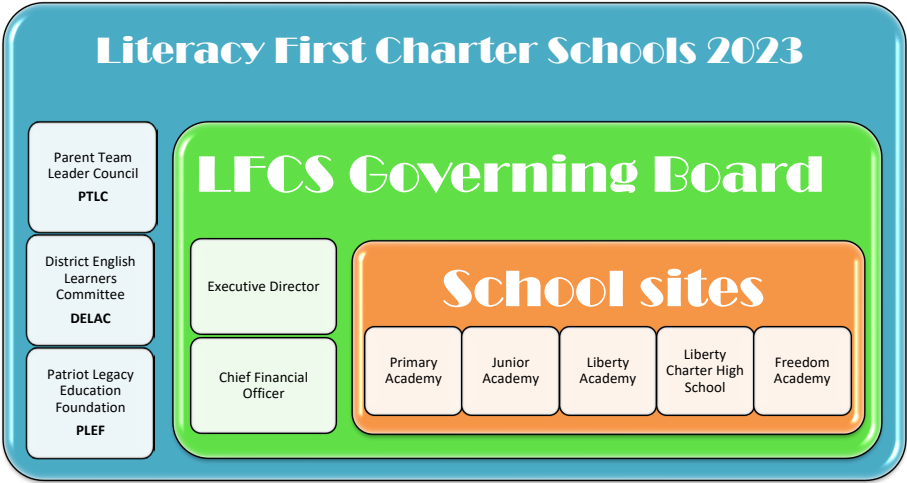 Literacy First Charter Schools 2023
Parent Team
Leader Council
PTLC
District English
Learners
Committee
DELAC
Patriot Legacy
Education
Foundation
PLEF
LFCS Governing Board
Executive Director
Chief Financial
Officer
School sites
Primary
Academy
Junior
Academy
Liberty
Academy
Liberty
Charter High
School
Freedom
Academy